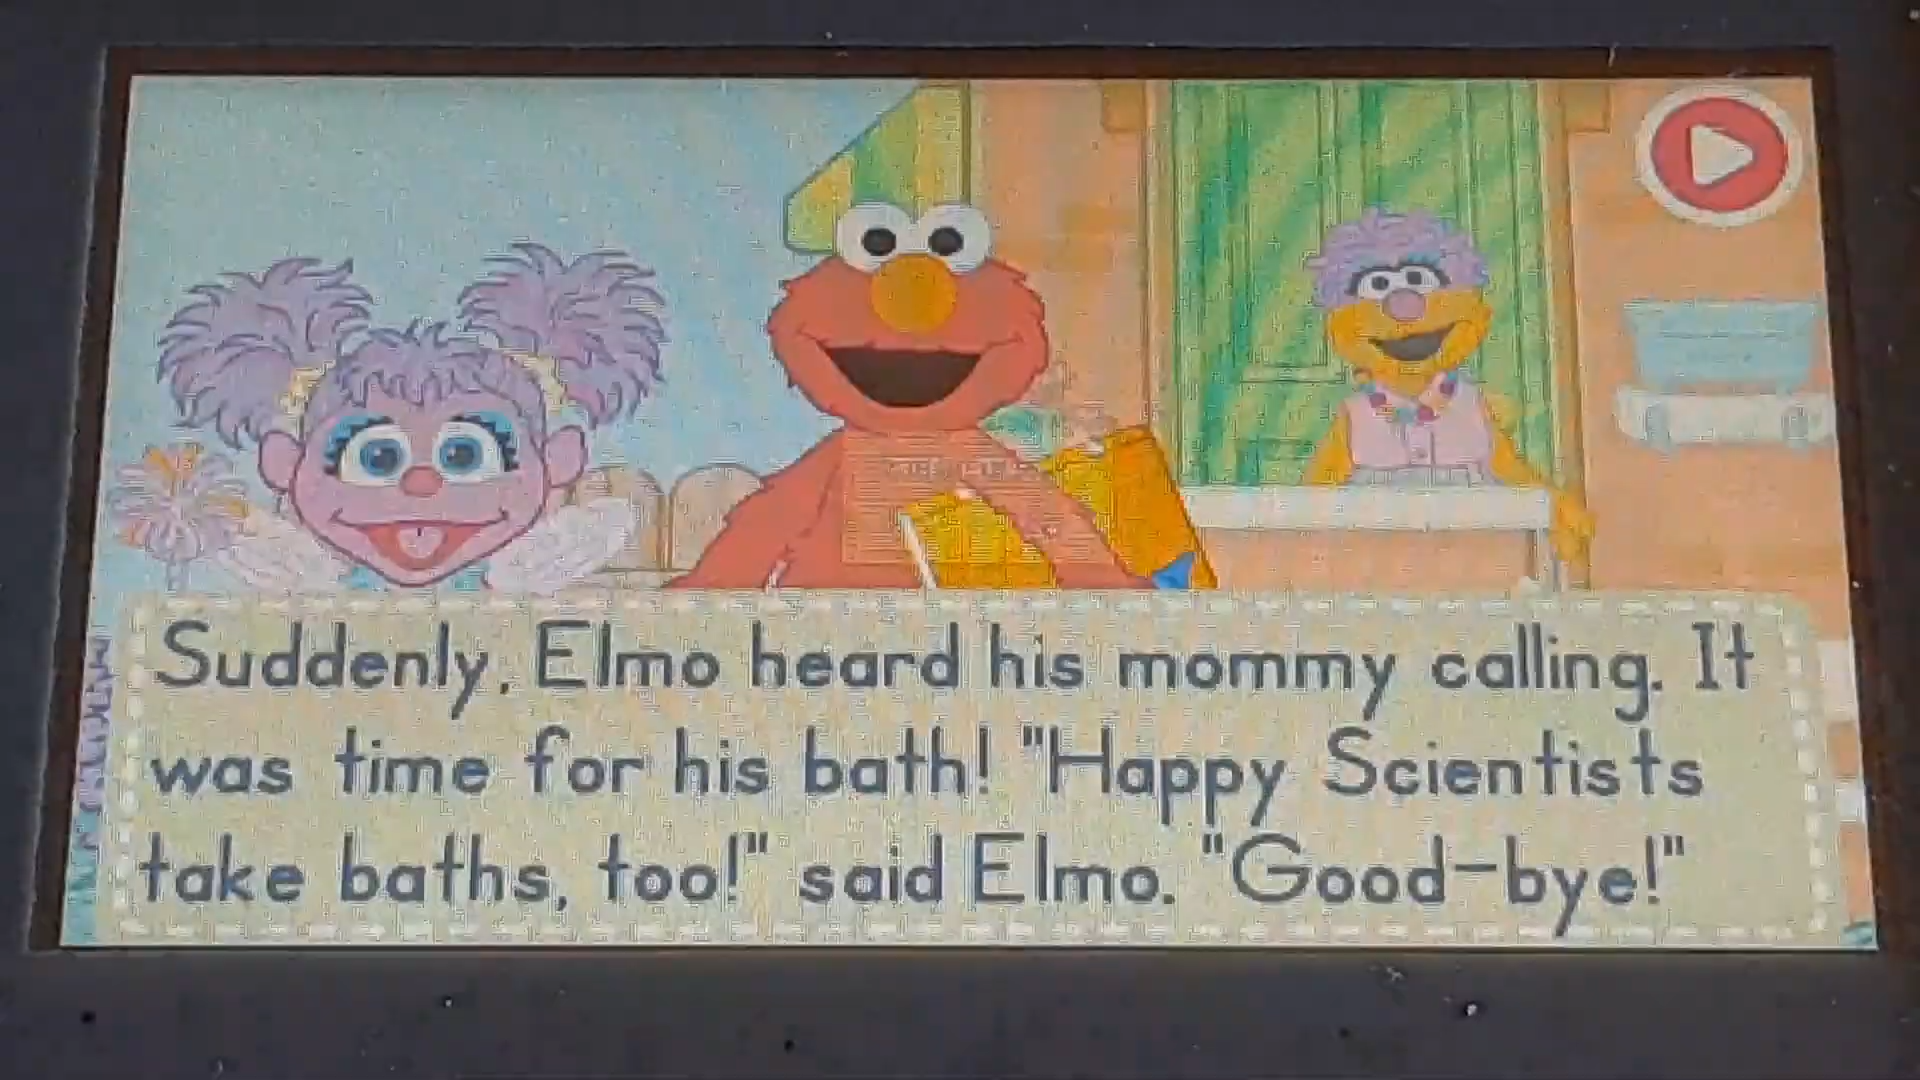 Suddenly, Elmo heard his mommy calling. It
was time for his bath! "Happy Scientists
take baths, too!" said Elmo. "Good-bye!"